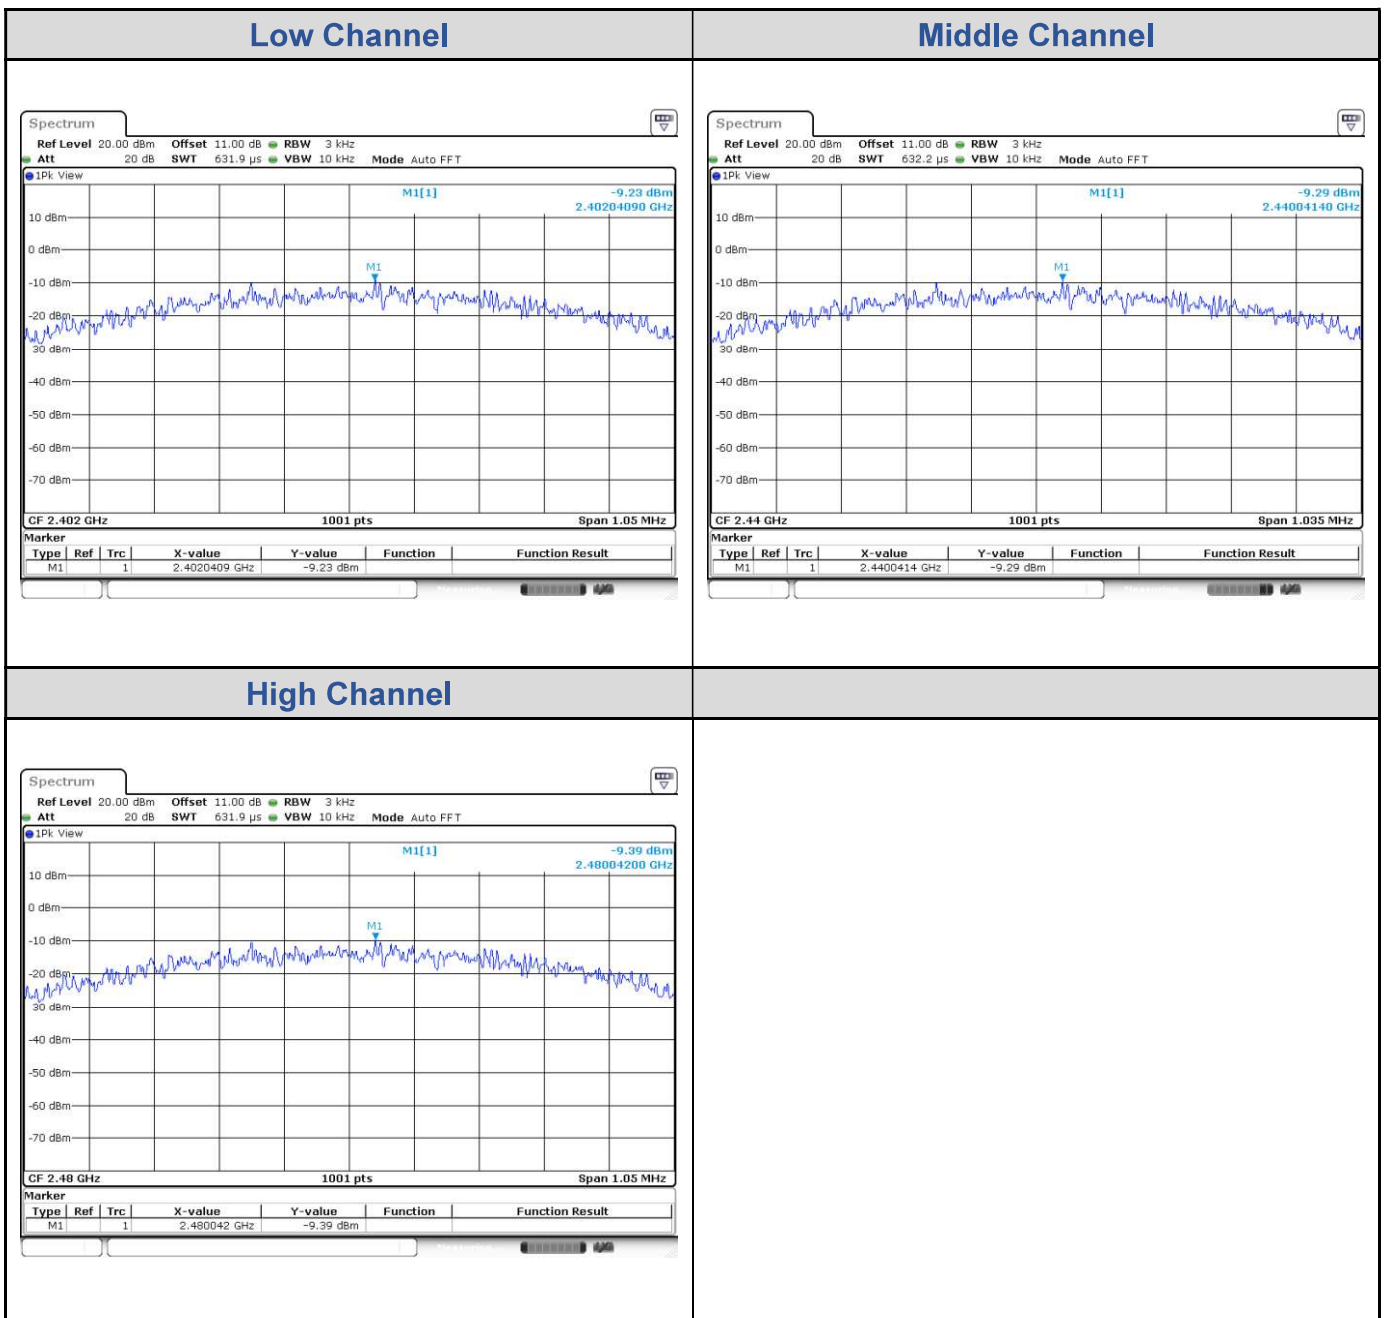 Low Channel
Middle Channel
Spectrum
Ref Level 20.00 dBm Offset 11.00 dB RBW 3 kHz
Att 20 dB SWT 631.9 µs VBW 10 kHz Mode Auto FFT
1Pk View
M1[1] -9.23 dBm
2.40204090 GHz
10 dBm
0 dBm
M1
-10 dBm
-20 dBm
30 dBm
-40 dBm
-50 dBm
-60 dBm
-70 dBm
CF 2.402 GHz 1001 pts Span 1.05 MHz
Marker
Type Ref Trc X-value Y-value Function Function Result
M1 1 2.4020409 GHz -9.23 dBm
Spectrum
Ref Level 20.00 dBm Offset 11.00 dB RBW 3 kHz
Att 20 dB SWT 632.2 µs VBW 10 kHz Mode Auto FFT
1Pk View
M1[1] -9.29 dBm
2.44004140 GHz
10 dBm
0 dBm
M1
-10 dBm
-20 dBm
30 dBm
-40 dBm
-50 dBm
-60 dBm
-70 dBm
CF 2.44 GHz 1001 pts Span 1.035 MHz
Marker
Type Ref Trc X-value Y-value Function Function Result
M1 1 2.4400414 GHz -9.29 dBm
High Channel
Spectrum
Ref Level 20.00 dBm Offset 11.00 dB RBW 3 kHz
Att 20 dB SWT 631.9 µs VBW 10 kHz Mode Auto FFT
1Pk View
M1[1] -9.39 dBm
2.48004200 GHz
10 dBm
0 dBm
M1
-10 dBm
-20 dBm
30 dBm
-40 dBm
-50 dBm
-60 dBm
-70 dBm
CF 2.48 GHz 1001 pts Span 1.05 MHz
Marker
Type Ref Trc X-value Y-value Function Function Result
M1 1 2.480042 GHz -9.39 dBm